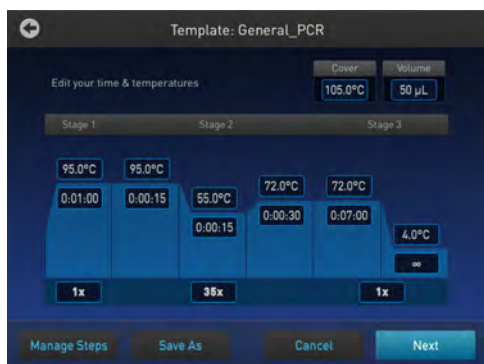 Template: General_PCR
Cover Volume
Edit your time & temperatures
105.0°C 50 µL
Stage 1 Stage 2 Stage 3
95.0°C 95.0°C
72.0°C 72.0°C
0:01:00 0:00:15 55.0°C
0:00:30 0:07:00
0:00:15
4.0°C
∞
1x 35x 1x
Manage Steps Save As Cancel Next